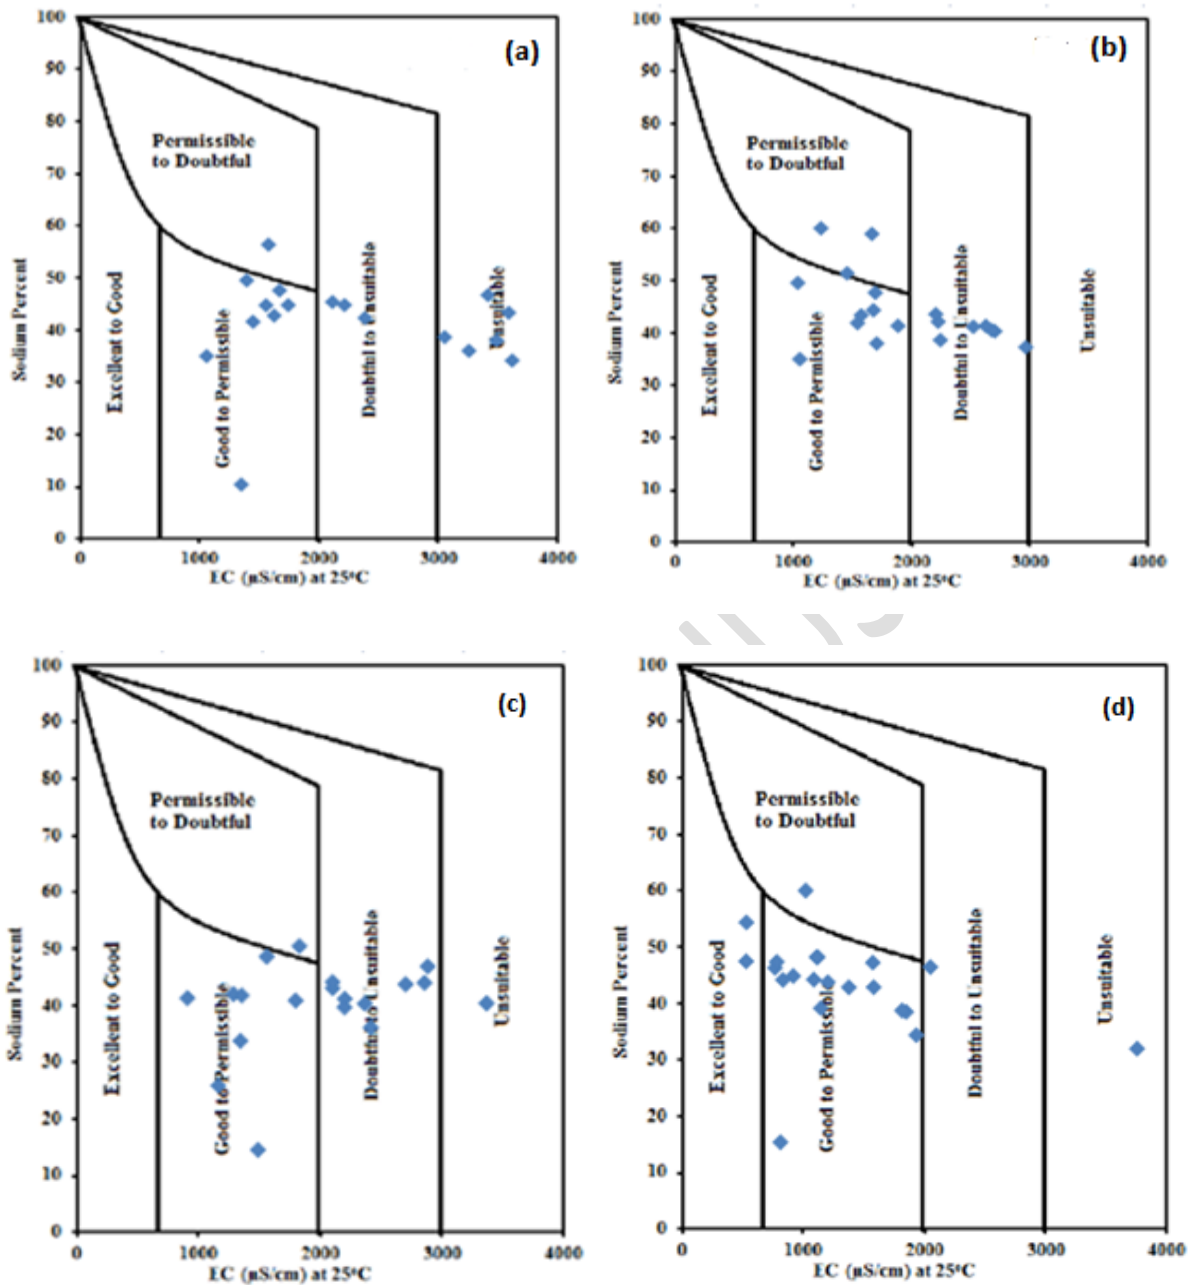 100
90
80
70
60
50
40
30
20
10
0
Sodium Percent
(a)
Permissible
to Doubtful
Excellent to Good
Good to Permissible
Doubtful to Unsuitable
Unsuitable
0 1000 2000 3000 4000
EC (µS/cm) at 25°C
100
90
80
70
60
50
40
30
20
10
0
Sodium Percent
(b)
Permissible
to Doubtful
Excellent to Good
Good to Permissible
Doubtful to Unsuitable
Unsuitable
0 1000 2000 3000 4000
EC (µS/cm) at 25°C
100
90
80
70
60
50
40
30
20
10
0
Sodium Percent
(c)
Permissible
to Doubtful
Excellent to Good
Good to Permissible
Doubtful to Unsuitable
Unsuitable
0 1000 2000 3000 4000
EC (µS/cm) at 25°C
100
90
80
70
60
50
40
30
20
10
0
Sodium Percent
(d)
Permissible
to Doubtful
Excellent to Good
Good to Permissible
Doubtful to Unsuitable
Unsuitable
0 1000 2000 3000 4000
EC (µS/cm) at 25°C